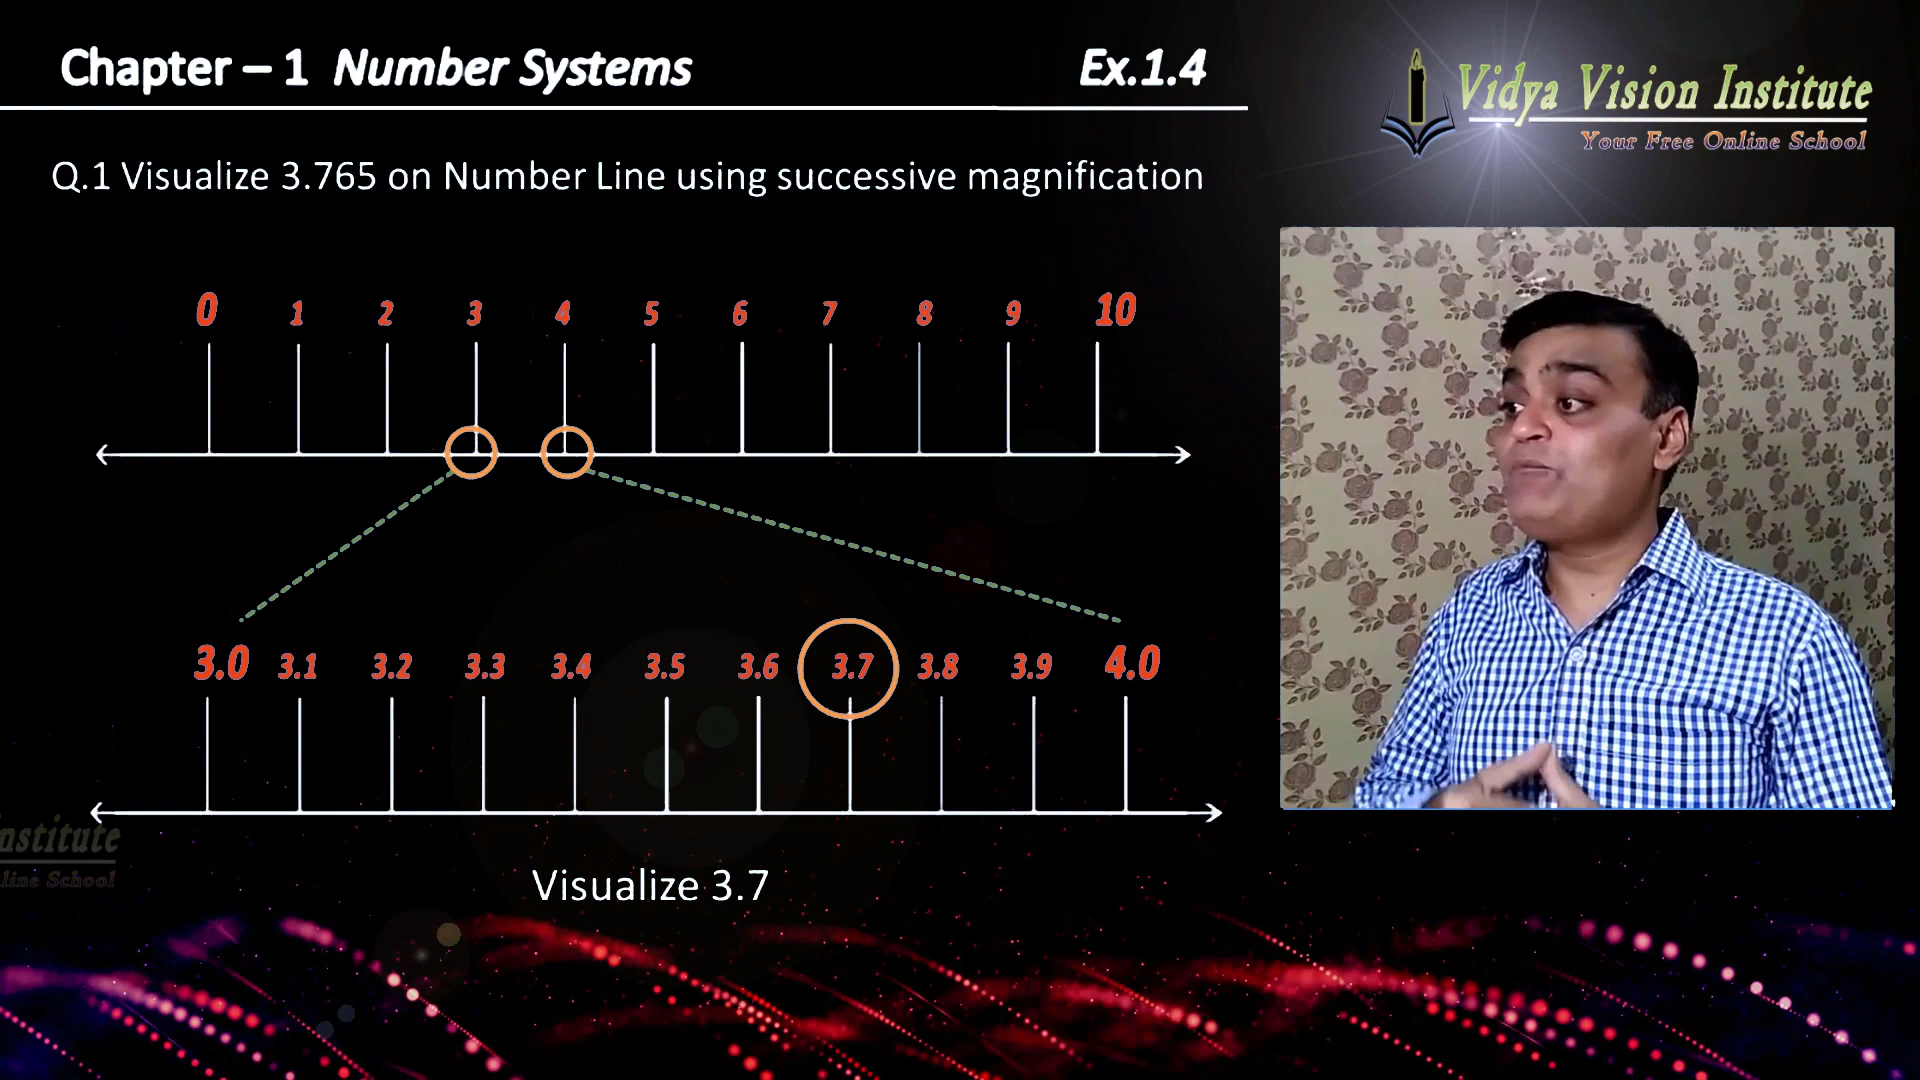 Chapter – 1 Number Systems
Ex.1.4
Vidya Vision Institute
Your Free Online School
Q.1 Visualize 3.765 on Number Line using successive magnification
0 1 2 3 4 5 6 7 8 9 10
3.0 3.1 3.2 3.3 3.4 3.5 3.6 3.7 3.8 3.9 4.0
nstitute
line School
Visualize 3.7